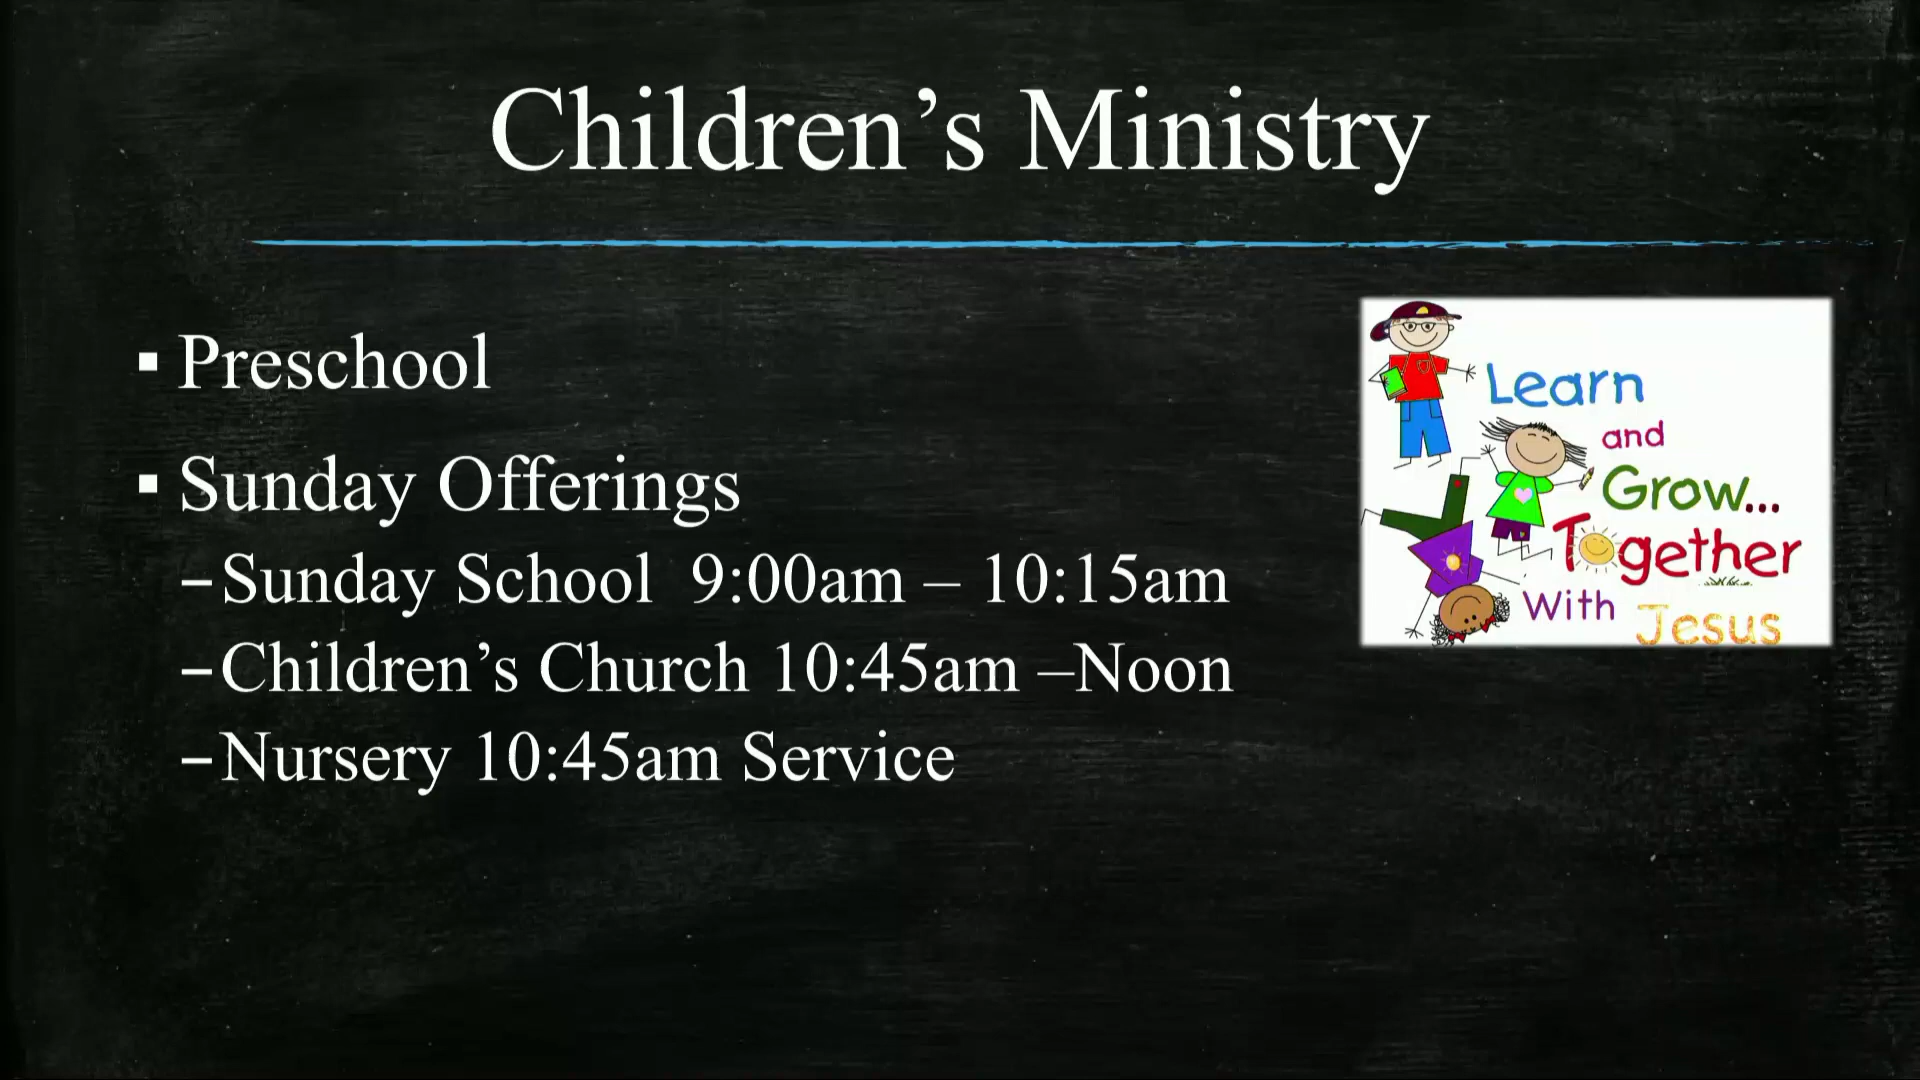 Children’s Ministry
▪ Preschool
▪ Sunday Offerings
–Sunday School  9:00am – 10:15am
–Children’s Church 10:45am –Noon
–Nursery 10:45am Service
Learn
and
Grow...
Together
With Jesus